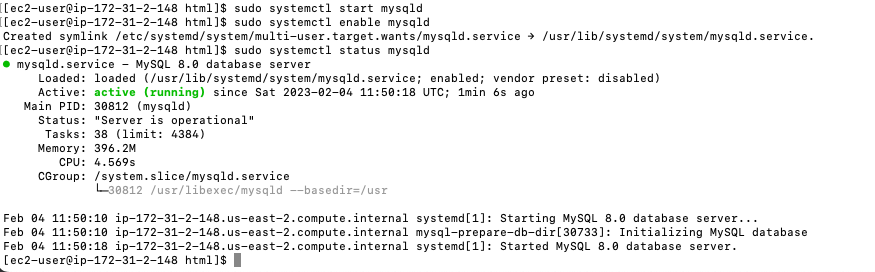 [[ec2-user@ip-172-31-2-148 html]$ sudo systemctl start mysqld
[[ec2-user@ip-172-31-2-148 html]$ sudo systemctl enable mysqld
Created symlink /etc/systemd/system/multi-user.target.wants/mysqld.service → /usr/lib/systemd/system/mysqld.service.
[[ec2-user@ip-172-31-2-148 html]$ sudo systemctl status mysqld
● mysqld.service – MySQL 8.0 database server
Loaded: loaded (/usr/lib/systemd/system/mysqld.service; enabled; vendor preset: disabled)
Active: active (running) since Sat 2023-02-04 11:50:18 UTC; 1min 6s ago
Main PID: 30812 (mysqld)
Status: "Server is operational"
Tasks: 38 (limit: 4384)
Memory: 396.2M
CPU: 4.569s
CGroup: /system.slice/mysqld.service
└─30812 /usr/libexec/mysqld --basedir=/usr
Feb 04 11:50:10 ip-172-31-2-148.us-east-2.compute.internal systemd[1]: Starting MySQL 8.0 database server...
Feb 04 11:50:10 ip-172-31-2-148.us-east-2.compute.internal mysql-prepare-db-dir[30733]: Initializing MySQL database
Feb 04 11:50:18 ip-172-31-2-148.us-east-2.compute.internal systemd[1]: Started MySQL 8.0 database server.
[ec2-user@ip-172-31-2-148 html]$